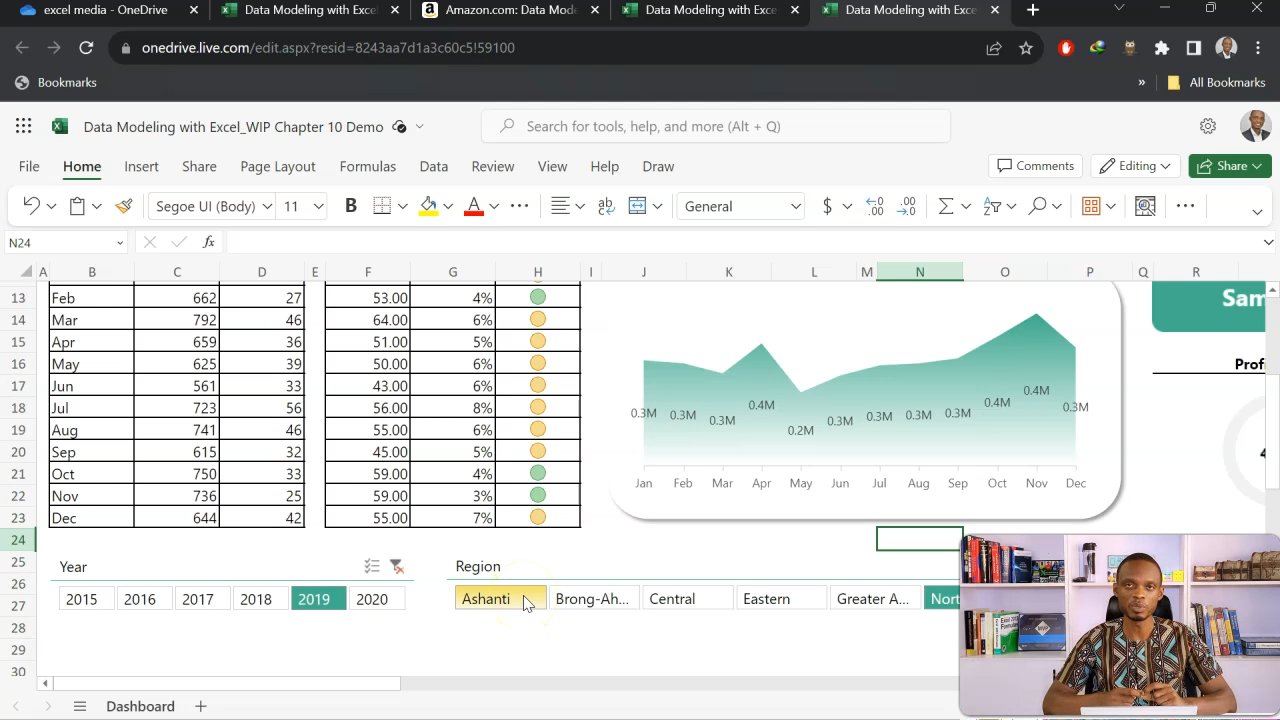 excel media - OneDrive
Data Modeling with Exce
Amazon.com: Data Mode
Data Modeling with Exce
Data Modeling with Exce
onedrive.live.com/edit.aspx?resid=8243aa7d1a3c60c5!59100
Bookmarks
» All Bookmarks
Data Modeling with Excel_WIP Chapter 10 Demo
Search for tools, help, and more (Alt + Q)
File Home Insert Share Page Layout Formulas Data Review View Help Draw
Comments Editing Share
Segoe UI (Body) 11 B A ab General $ .00 .00
N24 fx
A B C D E F G H I J K L M N O P Q R
13 Feb 662 27 53.00 4%
14 Mar 792 46 64.00 6%
15 Apr 659 36 51.00 5%
16 May 625 39 50.00 6%
17 Jun 561 33 43.00 6%
18 Jul 723 56 56.00 8%
19 Aug 741 46 55.00 6%
20 Sep 615 32 45.00 5%
21 Oct 750 33 59.00 4%
22 Nov 736 25 59.00 3%
23 Dec 644 42 55.00 7%
24
25
26
27
28
29
30
0.3M 0.3M 0.3M 0.4M 0.2M 0.3M 0.3M 0.3M 0.3M 0.4M 0.4M 0.3M
Jan Feb Mar Apr May Jun Jul Aug Sep Oct Nov Dec
Sam
Prof
4
Year
2015 2016 2017 2018 2019 2020
Region
Ashanti Brong-Ah... Central Eastern Greater A... Nort
Dashboard